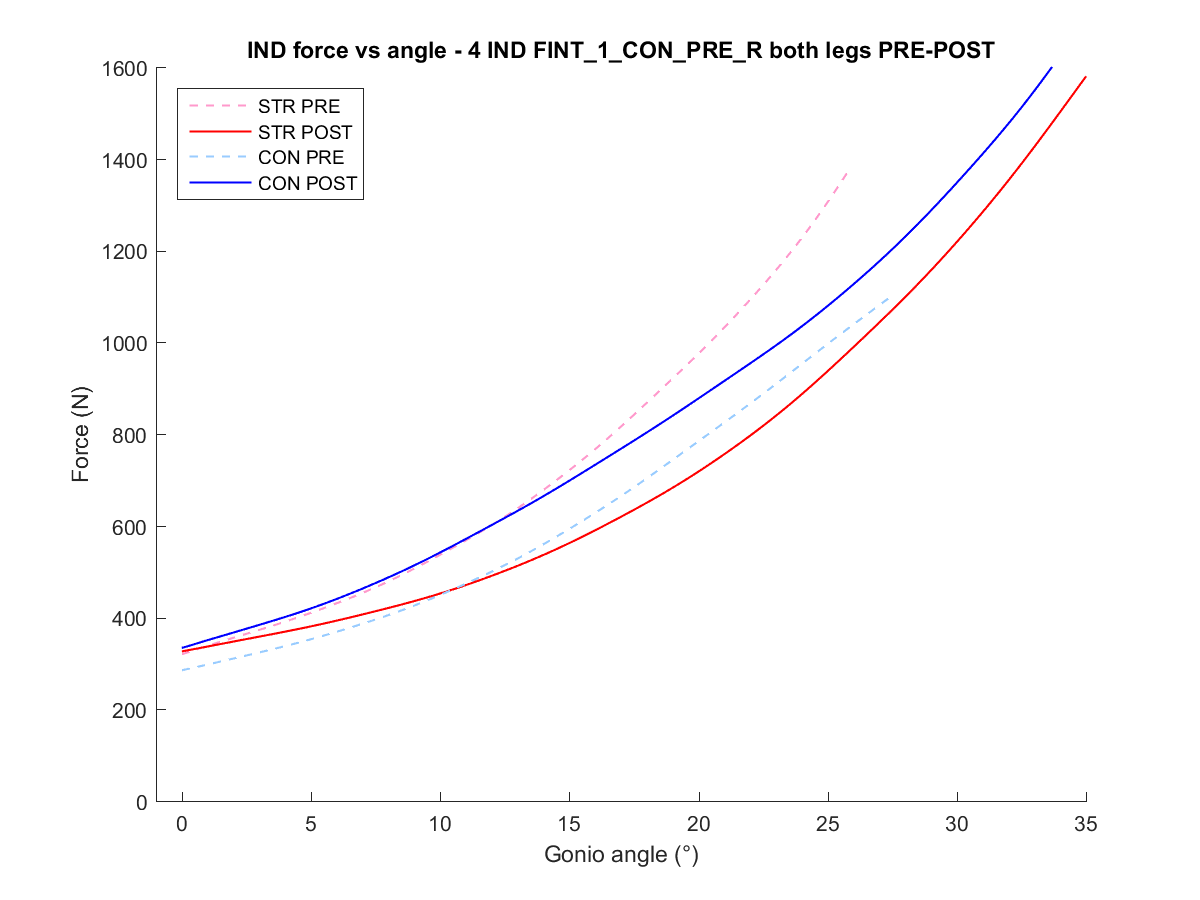 IND force vs angle - 4 IND FINT_1_CON_PRE_R both legs PRE-POST
1600
1400
1200
1000
800
600
400
200
0
Force (N)
STR PRE
STR POST
CON PRE
CON POST
0 5 10 15 20 25 30 35
Gonio angle (°)